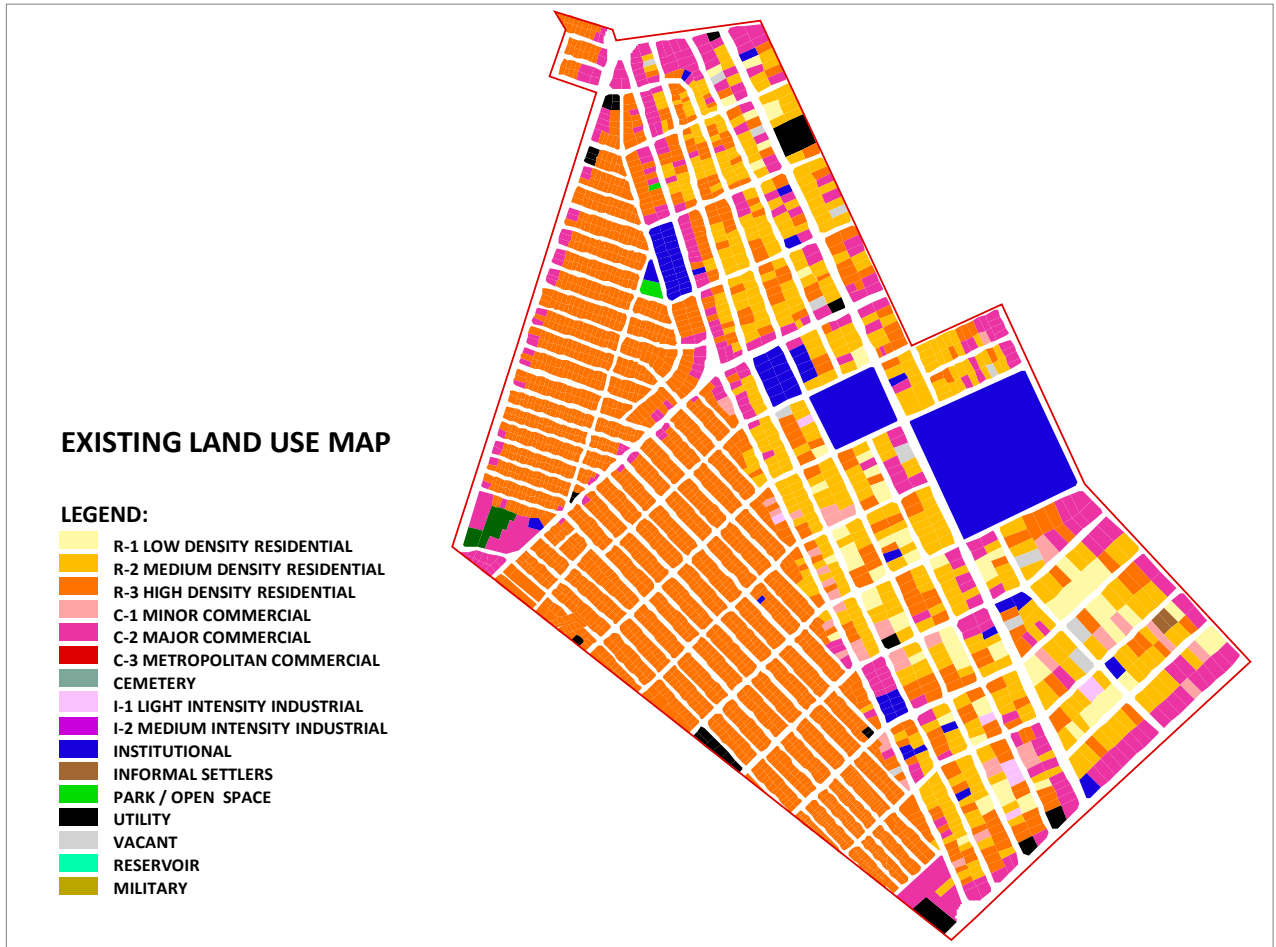 EXISTING LAND USE MAP
LEGEND:
R-1 LOW DENSITY RESIDENTIAL
R-2 MEDIUM DENSITY RESIDENTIAL
R-3 HIGH DENSITY RESIDENTIAL
C-1 MINOR COMMERCIAL
C-2 MAJOR COMMERCIAL
C-3 METROPOLITAN COMMERCIAL
CEMETERY
I-1 LIGHT INTENSITY INDUSTRIAL
I-2 MEDIUM INTENSITY INDUSTRIAL
INSTITUTIONAL
INFORMAL SETTLERS
PARK / OPEN SPACE
UTILITY
VACANT
RESERVOIR
MILITARY